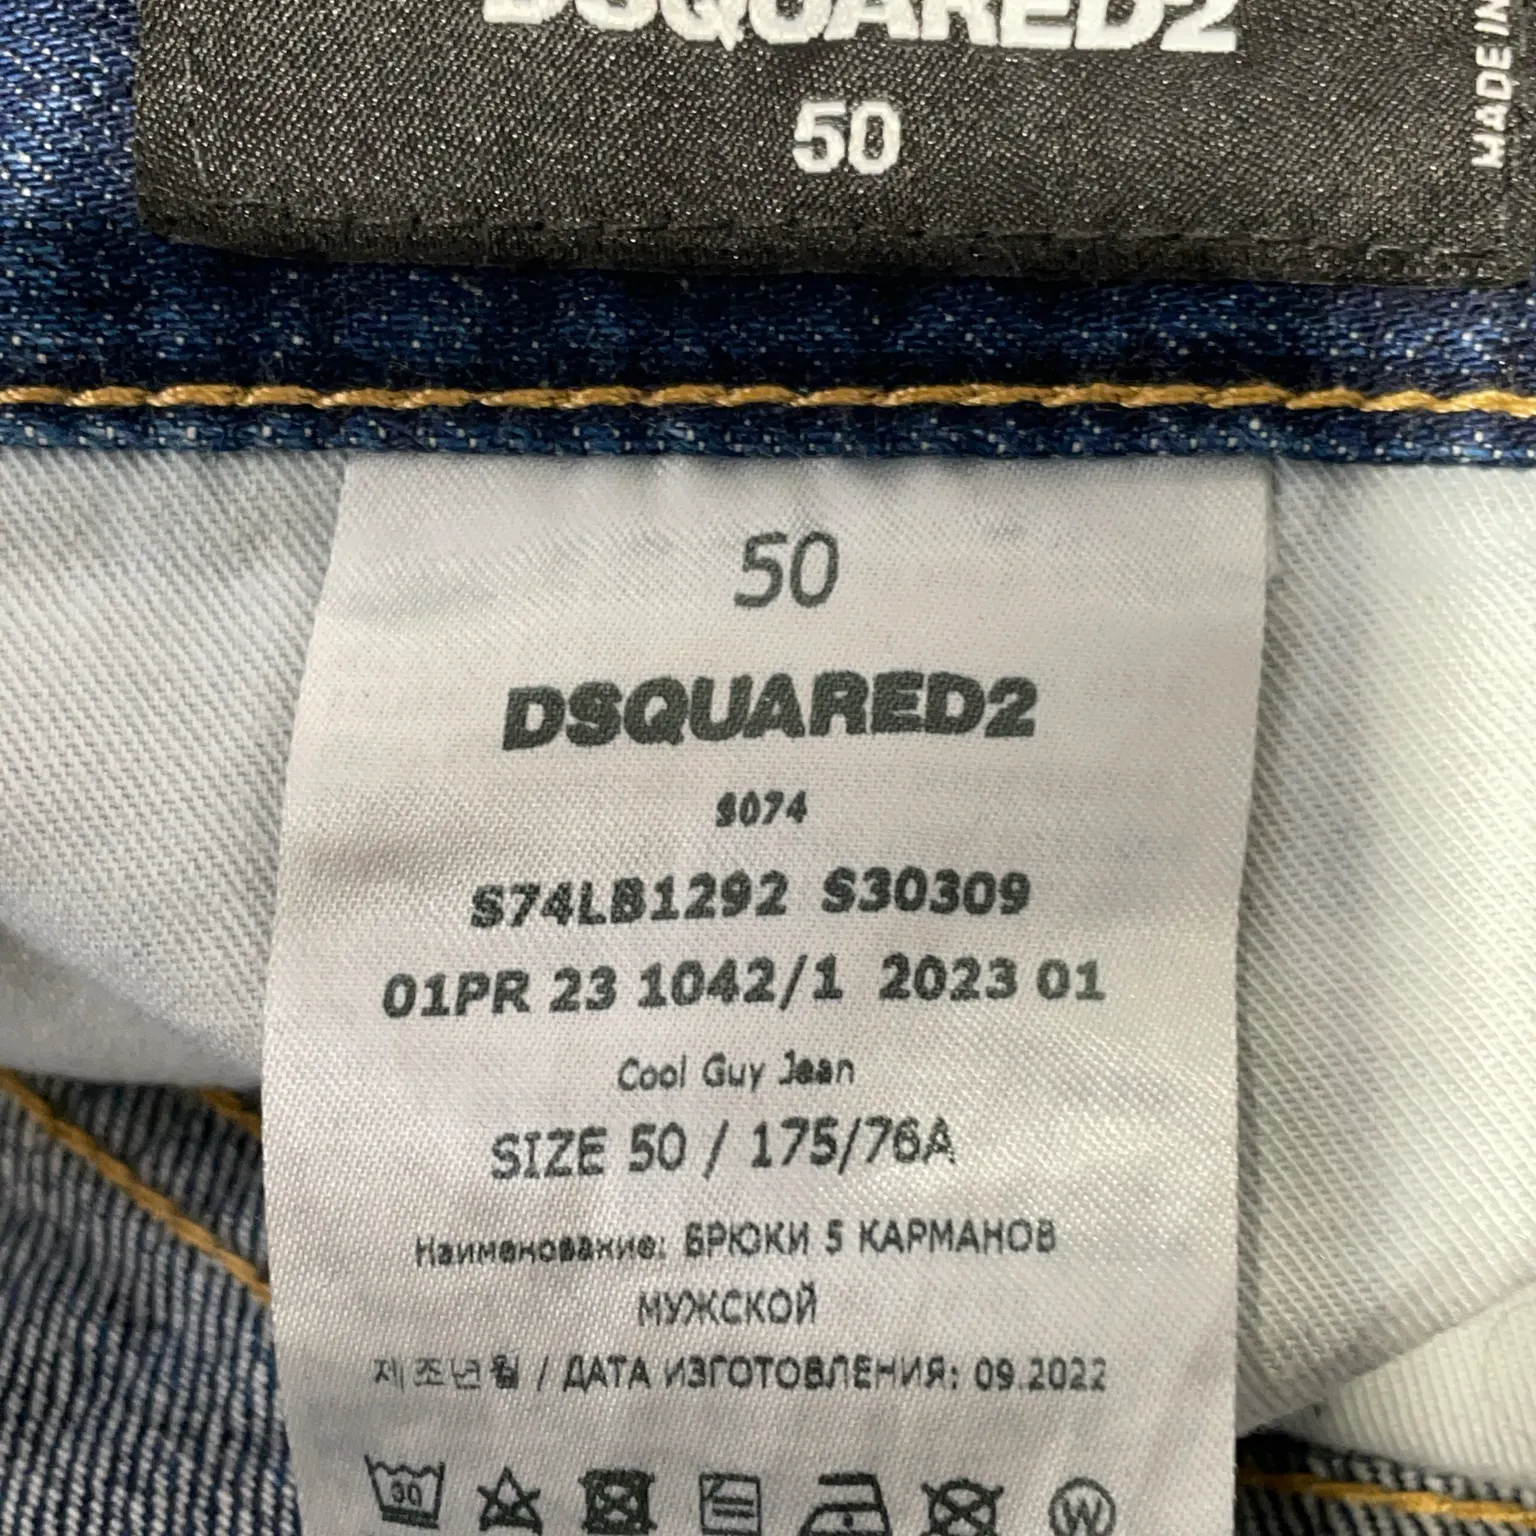 DSQUARED2
50
MADE IN
50
DSQUARED2
S074
S74LB1292 S30309
01PR 23 1042/1 2023 01
Cool Guy Jean
SIZE 50 / 175/76A
Наименование: БРЮКИ 5 КАРМАНОВ
МУЖСКОЙ
제조년월 / ДАТА ИЗГОТОВЛЕНИЯ: 09.2022
30
W